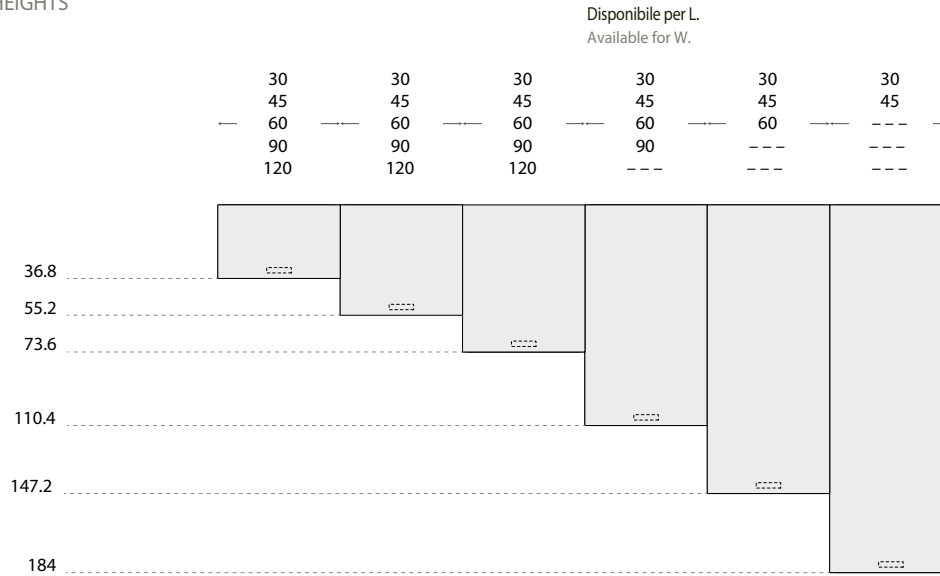 HEIGHTS
Disponibile per L.
Available for W.
30 30 30 30 30 30
45 45 45 45 45 45
60 60 60 60 60 ---
90 90 90 90 --- ---
120 120 120 --- --- ---
36.8
55.2
73.6
110.4
147.2
184